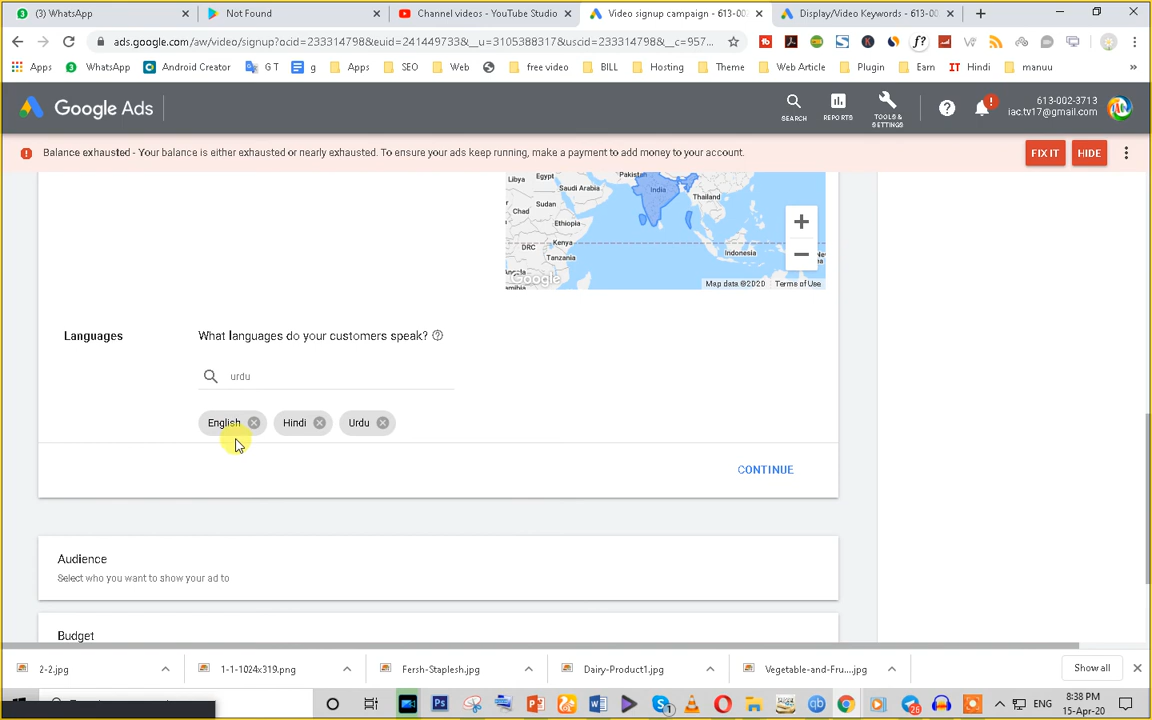 (3) WhatsApp
Not Found
Channel videos - YouTube Studio
Video signup campaign - 613-00
Display/Video Keywords - 613-00
ads.google.com/aw/video/signup?ocid=233314798&euid=241449733&__u=3105388317&uscid=233314798&__c=957...
Apps
WhatsApp
Android Creator
G T
g
Apps
SEO
Web
free video
BILL
Hosting
Theme
Web Article
Plugin
Earn
IT Hindi
manuu
Google Ads
SEARCH
REPORTS
TOOLS & SETTINGS
613-002-3713
iac.tv17@gmail.com
Balance exhausted - Your balance is either exhausted or nearly exhausted. To ensure your ads keep running, make a payment to add money to your account.
FIX IT
HIDE
Libya
Egypt
Pakistan
Saudi Arabia
India
Thailand
Chad
Sudan
Ethiopia
DRC
Kenya
Tanzania
Indonesia
Google
Map data ©2020
Terms of Use
Languages
What languages do your customers speak?
urdu
English
Hindi
Urdu
CONTINUE
Audience
Select who you want to show your ad to
Budget
2-2.jpg
1-1-1024x319.png
Fersh-Staplesh.jpg
Dairy-Product1.jpg
Vegetable-and-Fru....jpg
Show all
26
ENG
8:38 PM
15-Apr-20